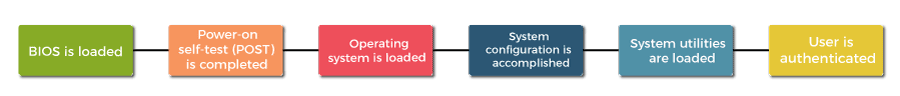 BIOS is loaded
Power-on
self-test (POST)
is completed
Operating
system is loaded
System
configuration is
accomplished
System utilities
are loaded
User is
authenticated